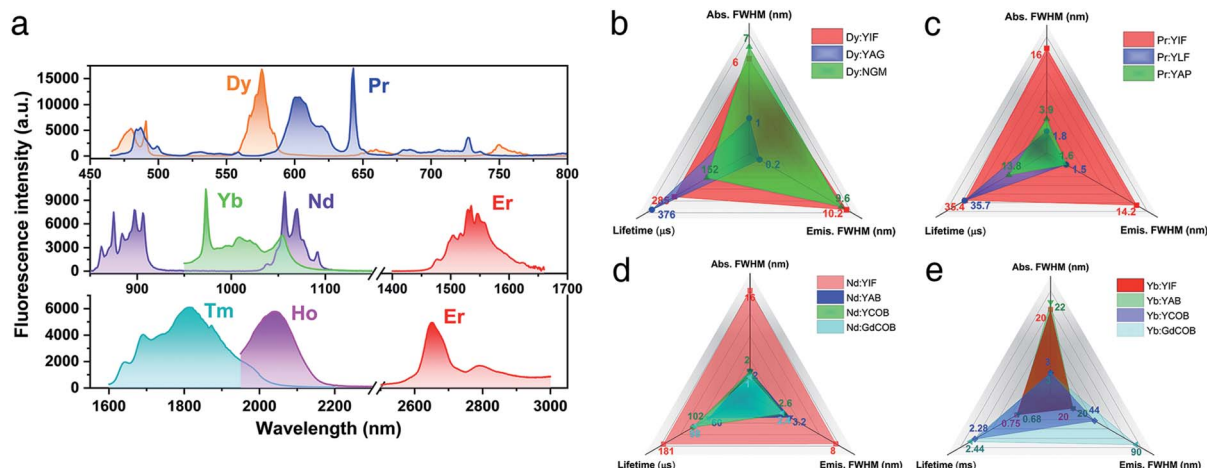 a
Fluorescence intensity (a.u.)
Wavelength (nm)
15000
10000
5000
0
Dy
Pr
450 500 550 600 650 700 750 800
9000
6000
3000
0
Yb
Nd
Er
900 1000 1100 1400 1500 1600 1700
6000
4000
2000
0
Tm
Ho
Er
1600 1800 2000 2200 2600 2800 3000
b
Abs. FWHM (nm)
Dy:YIF
Dy:YAG
Dy:NGM
7
6
1
0.2
152
285
376
9.6
10.2
Lifetime (μs)
Emis. FWHM (nm)
c
Abs. FWHM (nm)
Pr:YIF
Pr:YLF
Pr:YAP
16
3.9
1.8
1.6
1.5
13.8
35.4
35.7
14.2
Lifetime (μs)
Emis. FWHM (nm)
d
Abs. FWHM (nm)
Nd:YIF
Nd:YAB
Nd:YCOB
Nd:GdCOB
16
2
2.6
3.2
102
60
98
181
8
Lifetime (μs)
Emis. FWHM (nm)
e
Abs. FWHM (nm)
Yb:YIF
Yb:YAB
Yb:YCOB
Yb:GdCOB
22
20
20
20
44
0.68
0.75
2.28
2.44
90
Lifetime (ms)
Emis. FWHM (nm)